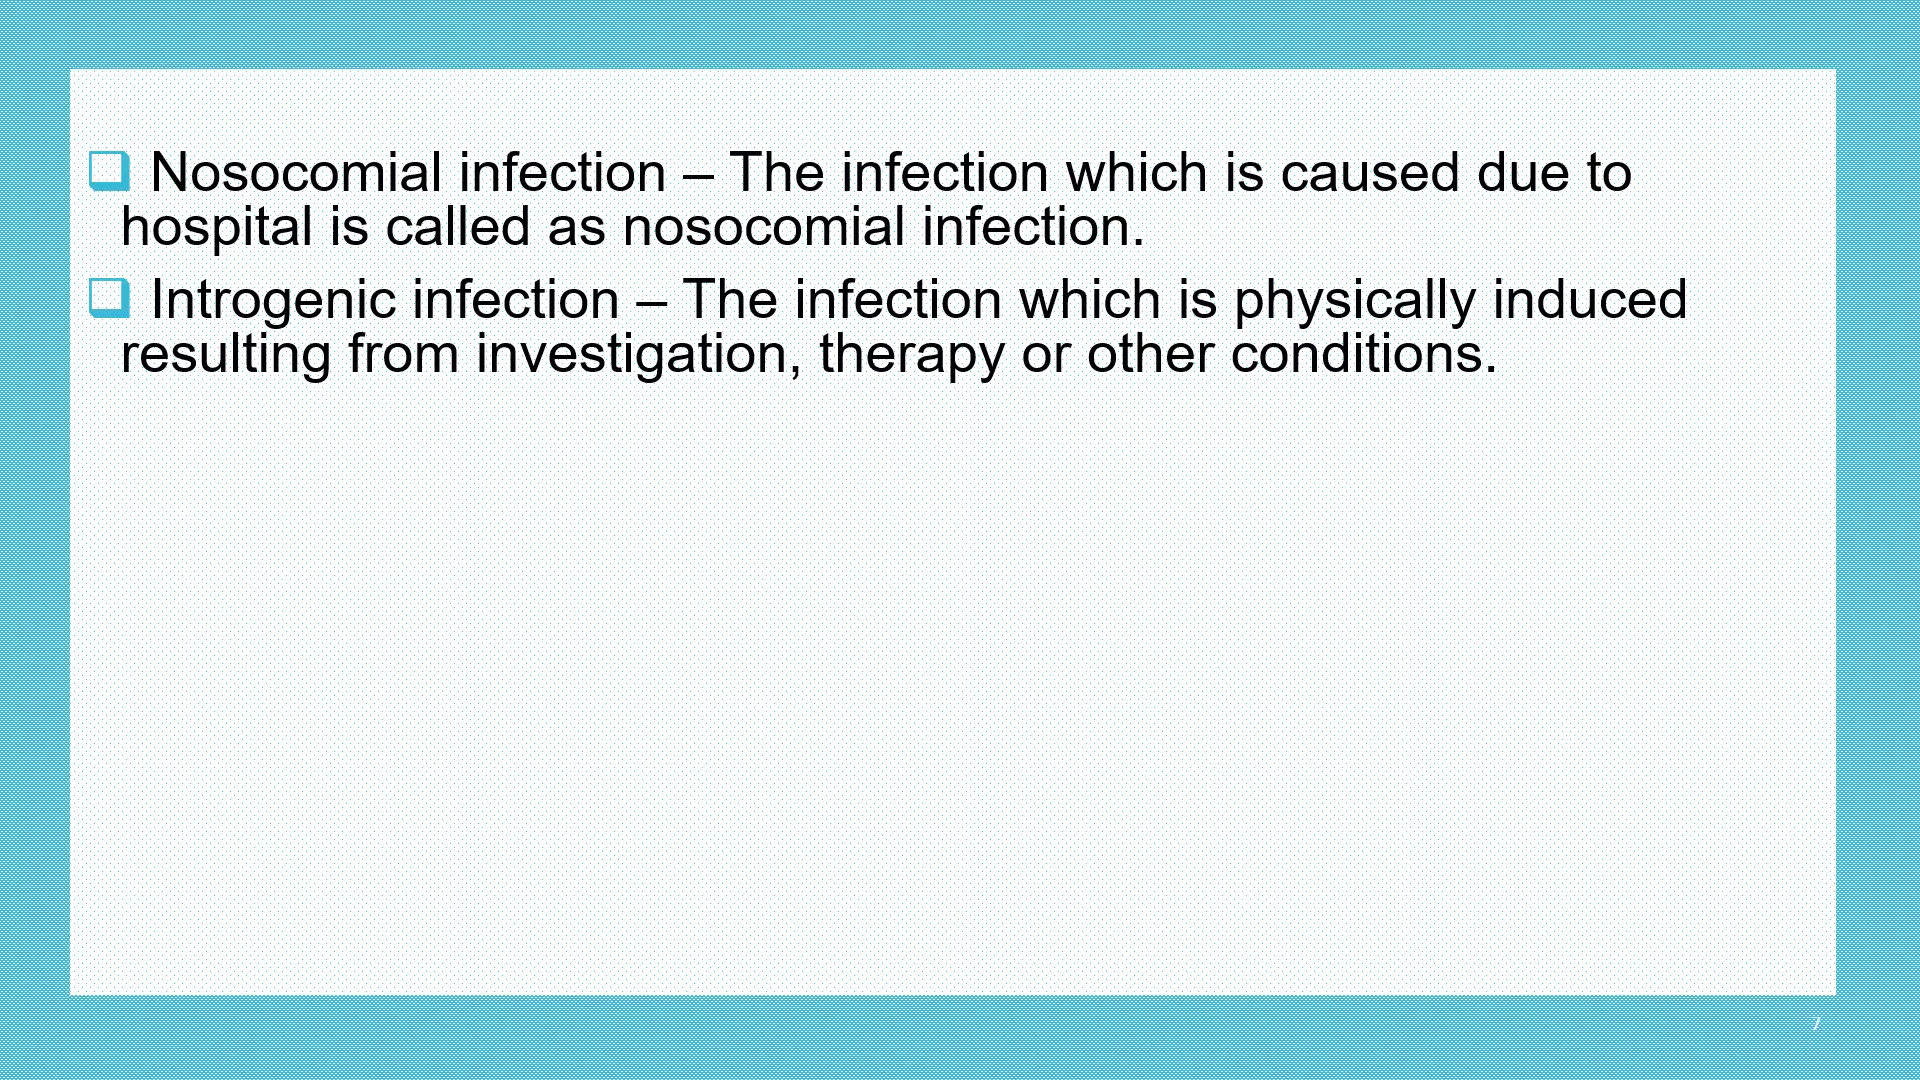 Nosocomial infection – The infection which is caused due to
hospital is called as nosocomial infection.
Introgenic infection – The infection which is physically induced
resulting from investigation, therapy or other conditions.
7